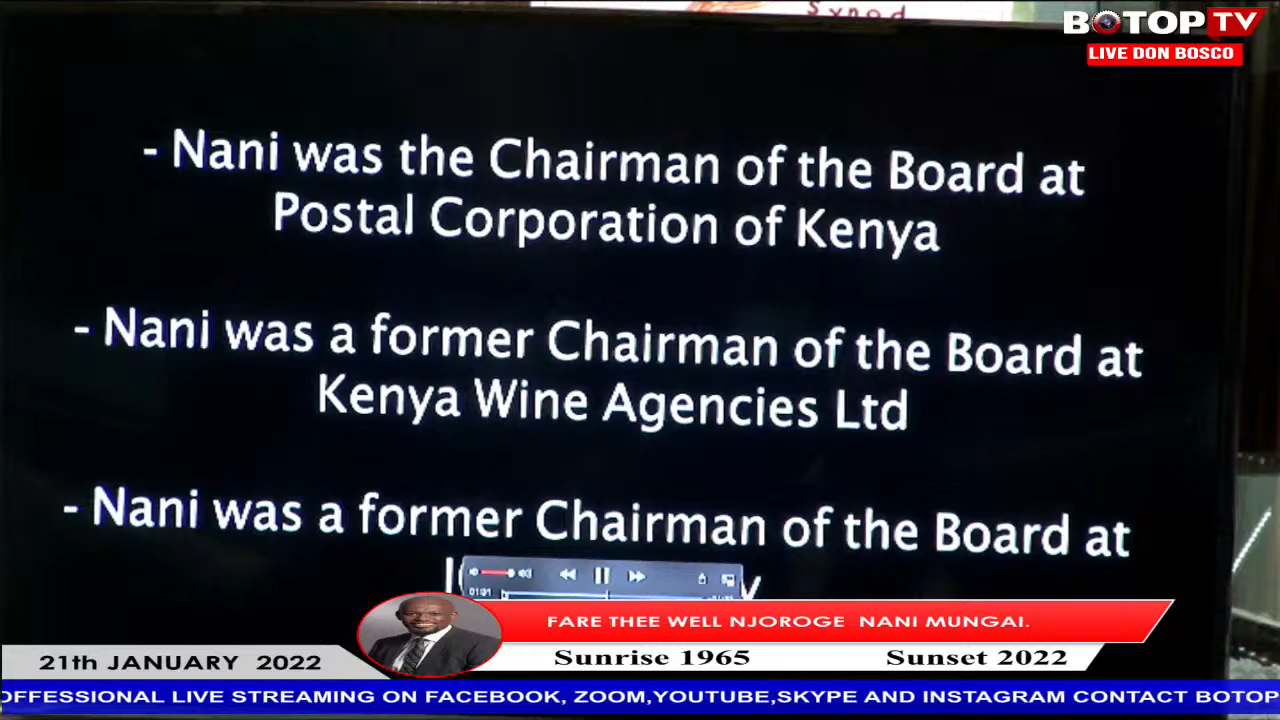 Synod
BOTOP TV
LIVE DON BOSCO
- Nani was the Chairman of the Board at
Postal Corporation of Kenya
- Nani was a former Chairman of the Board at
Kenya Wine Agencies Ltd
- Nani was a former Chairman of the Board at
01:01
FARE THEE WELL NJOROGE NANI MUNGAI.
21th JANUARY 2022
Sunrise 1965
Sunset 2022
OFFESSIONAL LIVE STREAMING ON FACEBOOK, ZOOM,YOUTUBE,SKYPE AND INSTAGRAM CONTACT BOTOP